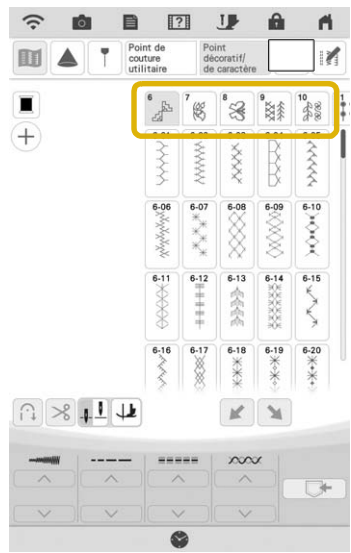 Point de
couture
utilitaire
Point
décoratif/
de caractère
6 7 8 9 10 1
6-06 6-07 6-08 6-09 6-10
6-11 6-12 6-13 6-14 6-15
6-16 6-17 6-18 6-19 6-20